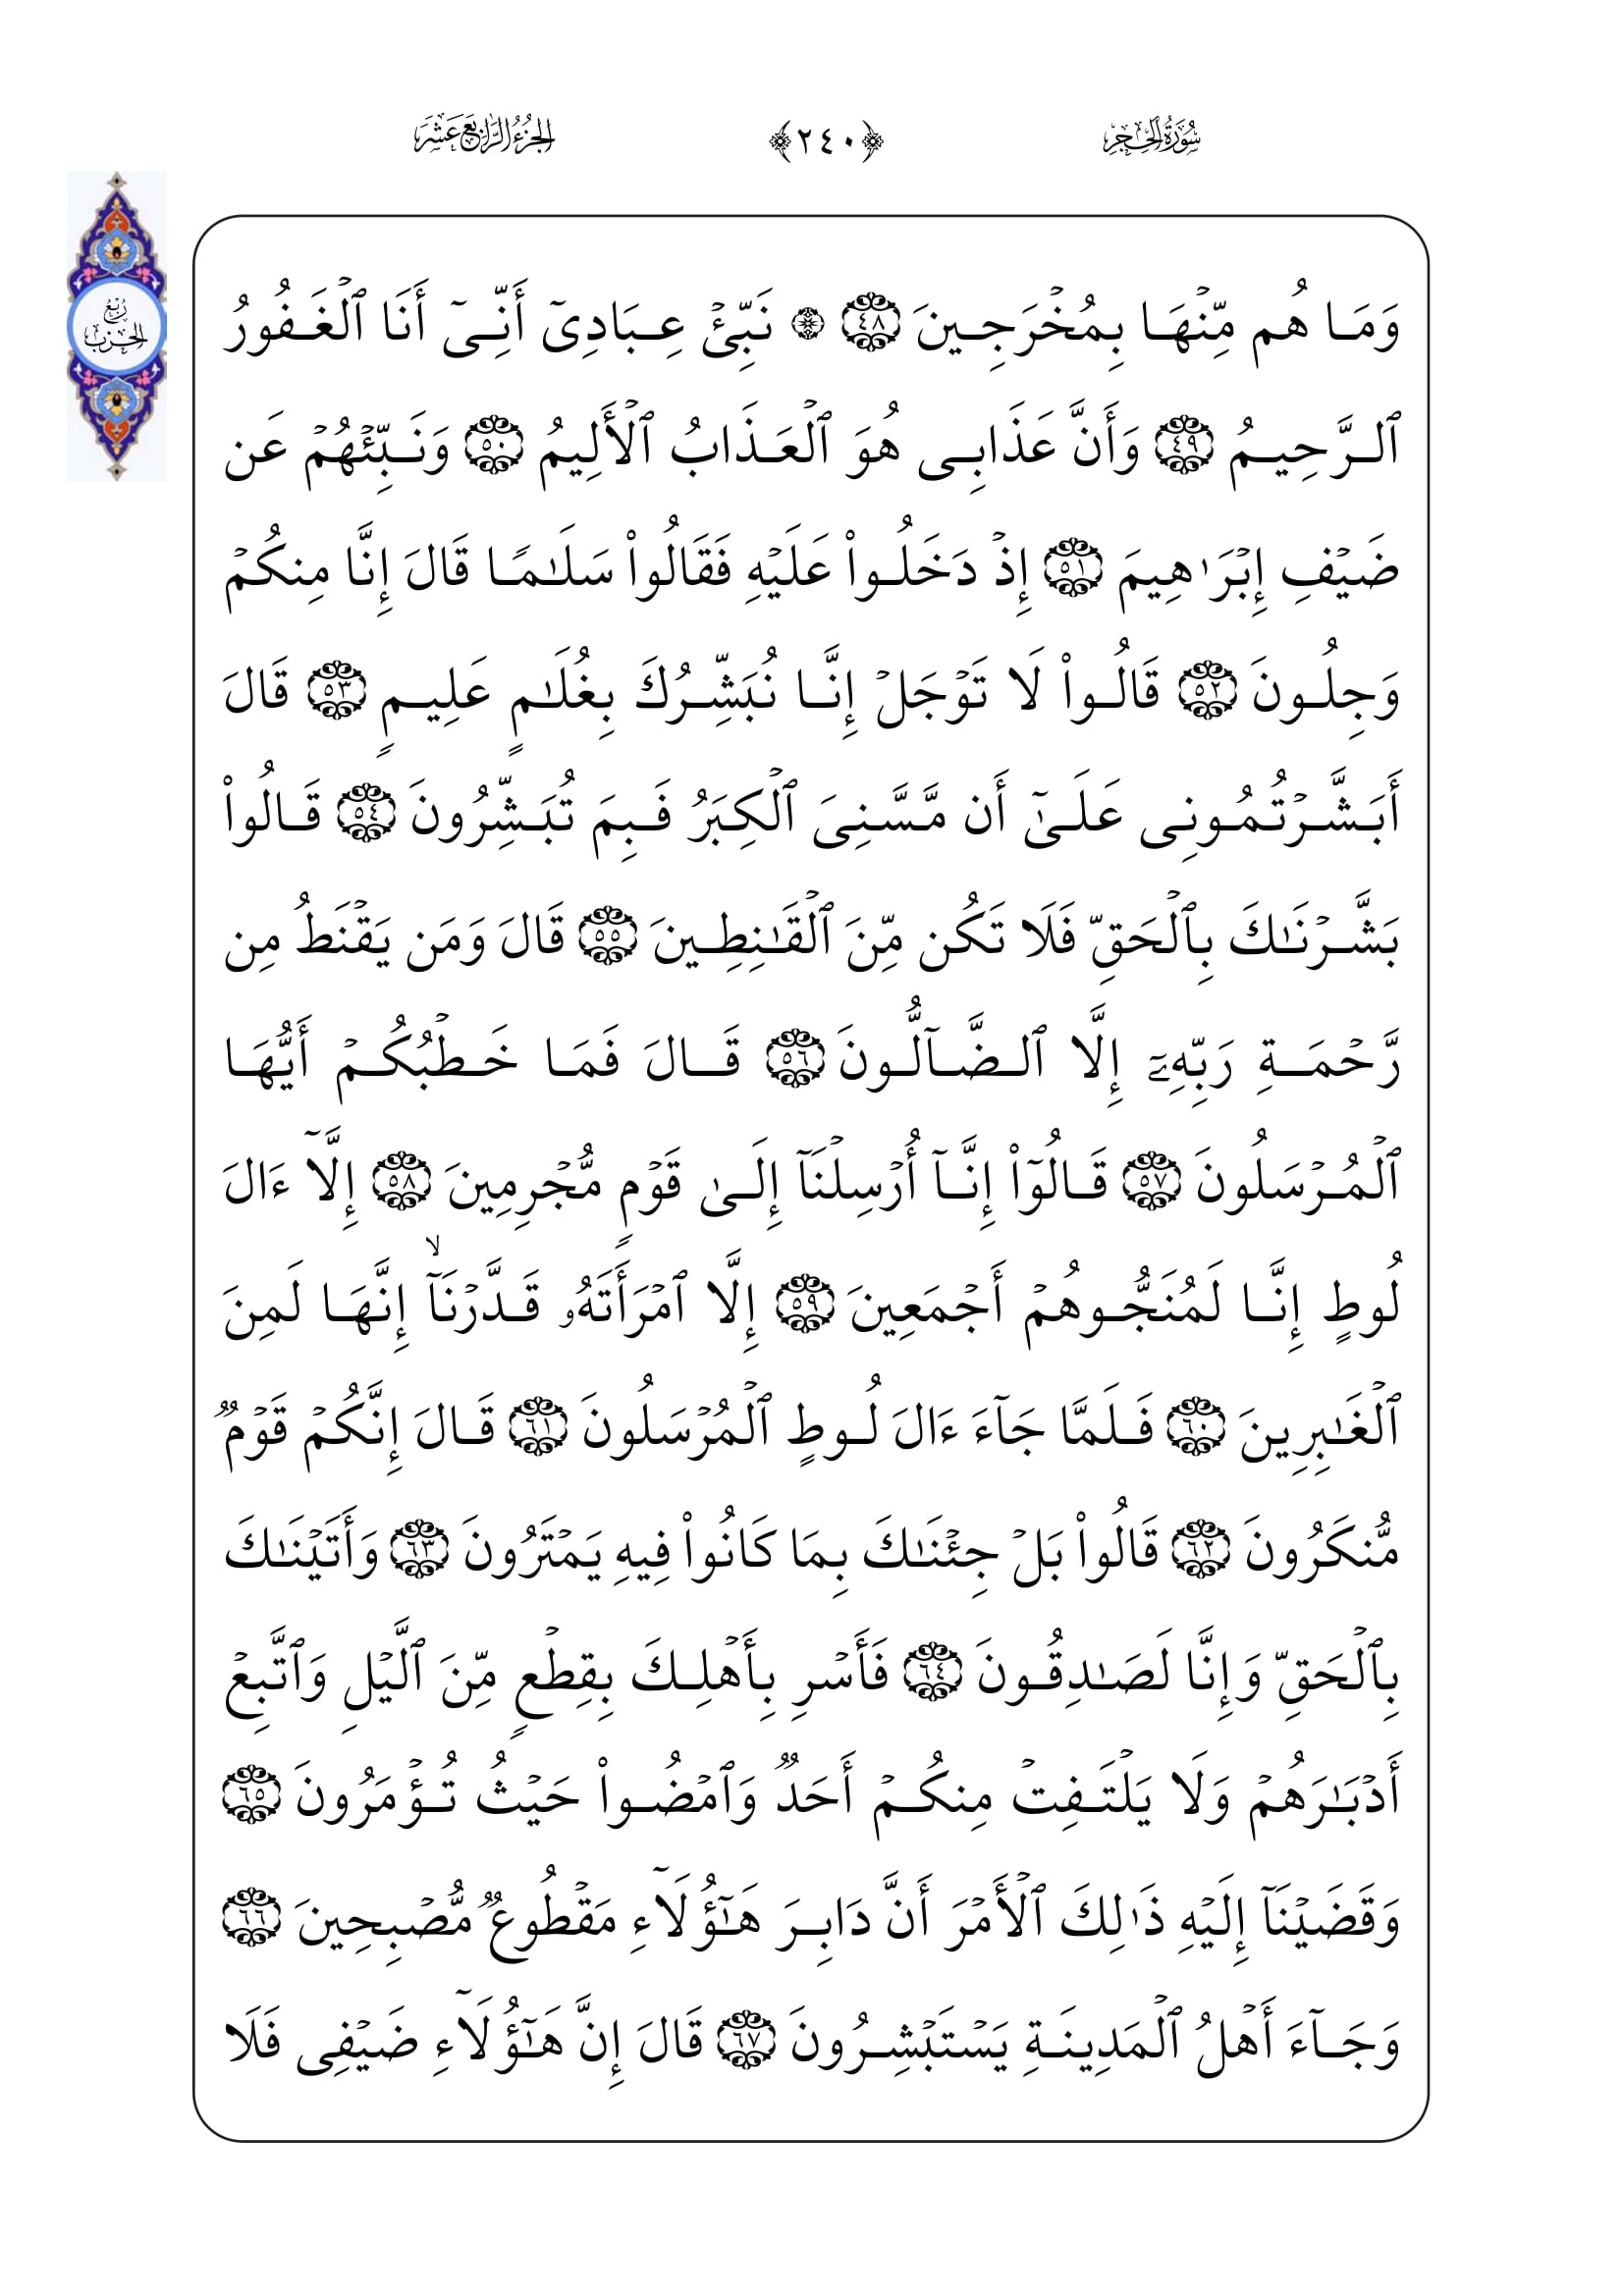 سُورَةُ الحِجْرِ ﴿٢٤٠﴾ الجُزْءُ الرَّابِعَ عَشَرَ
رُبْعُ
الحِزْبِ
وَمَا هُم مِّنْهَا بِمُخْرَجِينَ ٤٨ ۞ نَبِّئْ عِبَادِىٓ أَنِّىٓ أَنَا ٱلْغَفُورُ
ٱلرَّحِيمُ ٤٩ وَأَنَّ عَذَابِى هُوَ ٱلْعَذَابُ ٱلْأَلِيمُ ٥٠ وَنَبِّئْهُمْ عَن
ضَيْفِ إِبْرَٰهِيمَ ٥١ إِذْ دَخَلُوا۟ عَلَيْهِ فَقَالُوا۟ سَلَـٰمًا قَالَ إِنَّا مِنكُمْ
وَجِلُونَ ٥٢ قَالُوا۟ لَا تَوْجَلْ إِنَّا نُبَشِّرُكَ بِغُلَـٰمٍ عَلِيمٍ ٥٣ قَالَ
أَبَشَّرْتُمُونِى عَلَىٰٓ أَن مَّسَّنِىَ ٱلْكِبَرُ فَبِمَ تُبَشِّرُونَ ٥٤ قَالُوا۟
بَشَّرْنَـٰكَ بِٱلْحَقِّ فَلَا تَكُن مِّنَ ٱلْقَـٰنِطِينَ ٥٥ قَالَ وَمَن يَقْنَطُ مِن
رَّحْمَةِ رَبِّهِۦٓ إِلَّا ٱلضَّآلُّونَ ٥٦ قَالَ فَمَا خَطْبُكُمْ أَيُّهَا
ٱلْمُرْسَلُونَ ٥٧ قَالُوٓا۟ إِنَّآ أُرْسِلْنَآ إِلَىٰ قَوْمٍ مُّجْرِمِينَ ٥٨ إِلَّآ ءَالَ
لُوطٍ إِنَّا لَمُنَجُّوهُمْ أَجْمَعِينَ ٥٩ إِلَّا ٱمْرَأَتَهُۥ قَدَّرْنَآ ۙ إِنَّهَا لَمِنَ
ٱلْغَـٰبِرِينَ ٦٠ فَلَمَّا جَآءَ ءَالَ لُوطٍ ٱلْمُرْسَلُونَ ٦١ قَالَ إِنَّكُمْ قَوْمٌ
مُّنكَرُونَ ٦٢ قَالُوا۟ بَلْ جِئْنَـٰكَ بِمَا كَانُوا۟ فِيهِ يَمْتَرُونَ ٦٣ وَأَتَيْنَـٰكَ
بِٱلْحَقِّ وَإِنَّا لَصَـٰدِقُونَ ٦٤ فَأَسْرِ بِأَهْلِكَ بِقِطْعٍ مِّنَ ٱلَّيْلِ وَٱتَّبِعْ
أَدْبَـٰرَهُمْ وَلَا يَلْتَفِتْ مِنكُمْ أَحَدٌ وَٱمْضُوا۟ حَيْثُ تُؤْمَرُونَ ٦٥
وَقَضَيْنَآ إِلَيْهِ ذَٰلِكَ ٱلْأَمْرَ أَنَّ دَابِرَ هَـٰٓؤُلَآءِ مَقْطُوعٌ مُّصْبِحِينَ ٦٦
وَجَآءَ أَهْلُ ٱلْمَدِينَةِ يَسْتَبْشِرُونَ ٦٧ قَالَ إِنَّ هَـٰٓؤُلَآءِ ضَيْفِى فَلَا